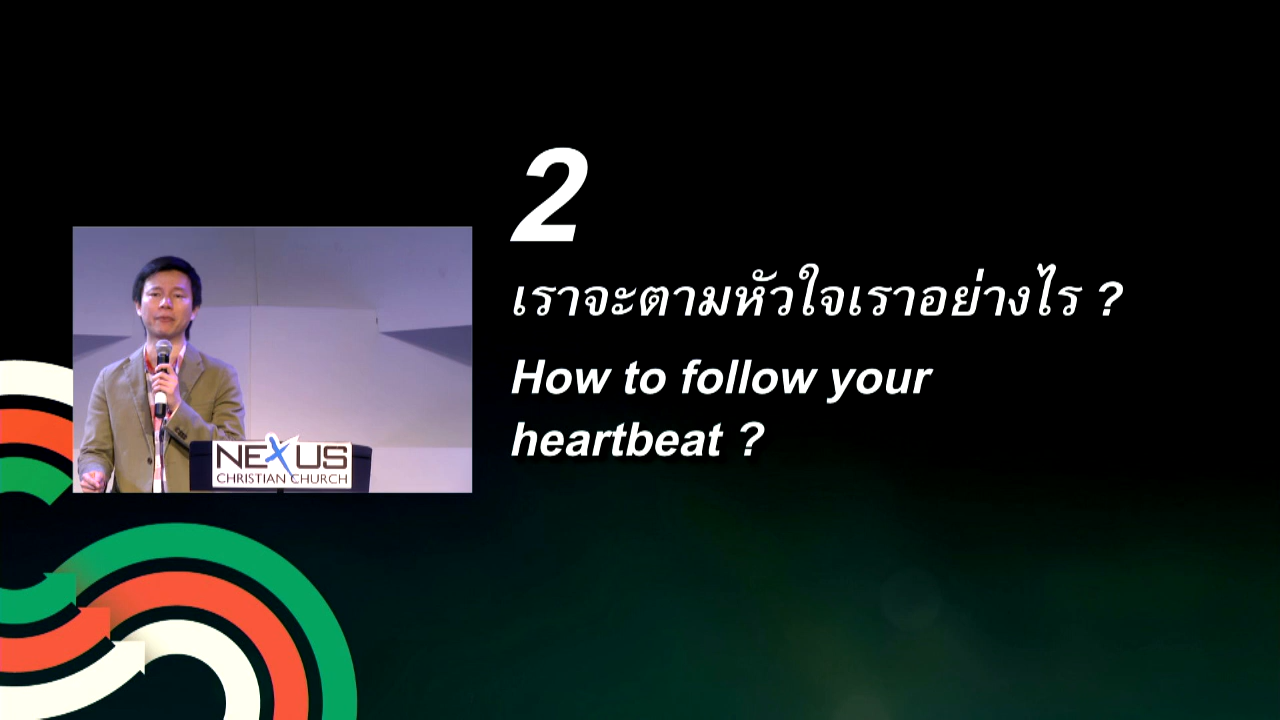 2
เราจะตามหัวใจเราอย่างไร ?
How to follow your
heartbeat ?
NEXUS
CHRISTIAN CHURCH